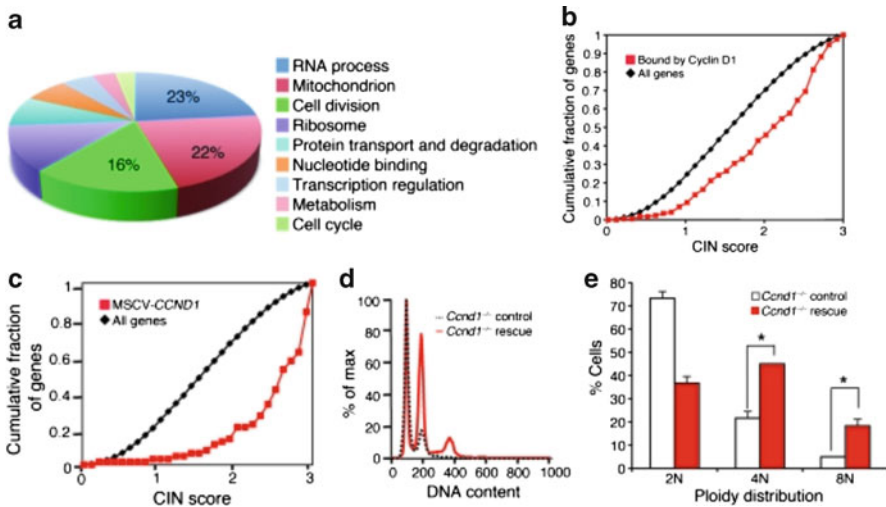 a
23%
22%
16%
RNA process
Mitochondrion
Cell division
Ribosome
Protein transport and degradation
Nucleotide binding
Transcription regulation
Metabolism
Cell cycle
b
Cumulative fraction of genes
1.0
0.9
0.8
0.7
0.6
0.5
0.4
0.3
0.2
0.1
0
Bound by Cyclin D1
All genes
1
2
3
CIN score
c
Cumulative fraction
of genes
1
0.8
0.6
0.4
0.2
0
MSCV-CCND1
All genes
0
1
2
3
CIN score
d
% of max
100
80
60
40
20
0
Ccnd1-/- control
Ccnd1-/- rescue
0
200
400
600
800
1000
DNA content
e
% Cells
80
70
60
50
40
30
20
10
0
Ccnd1-/- control
Ccnd1-/- rescue
*
*
2N
4N
8N
Ploidy distribution